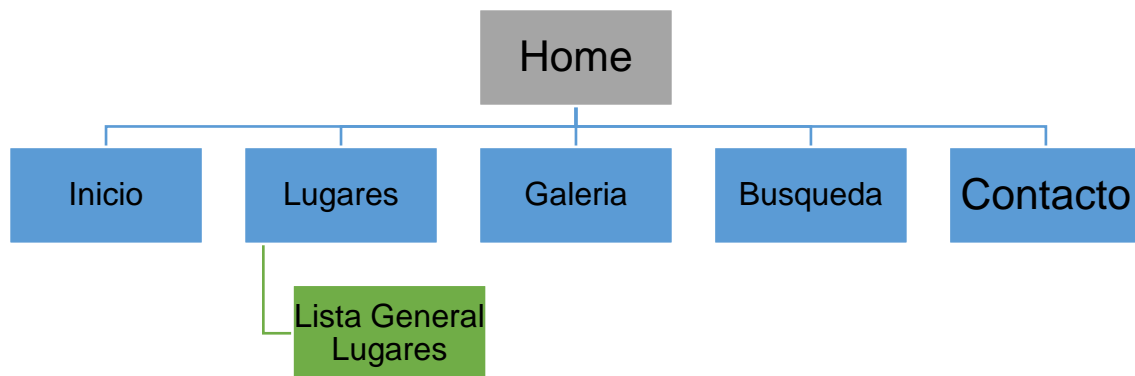 Home
Inicio
Lugares
Galeria
Busqueda
Contacto
Lista General
Lugares